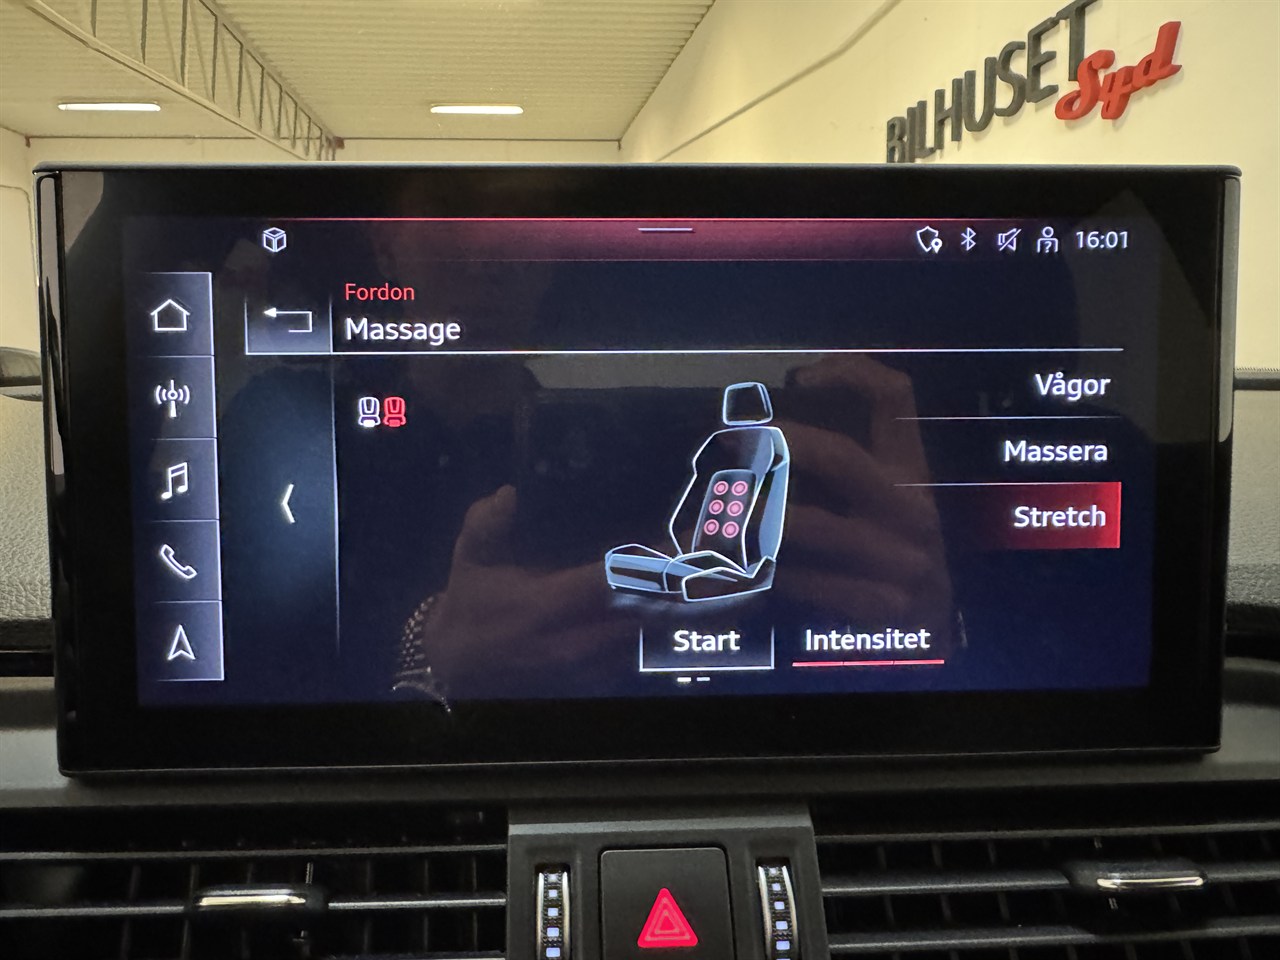 BILHUSET
Syd
16:01
Fordon
Massage
Vågor
Massera
Stretch
Start
Intensitet